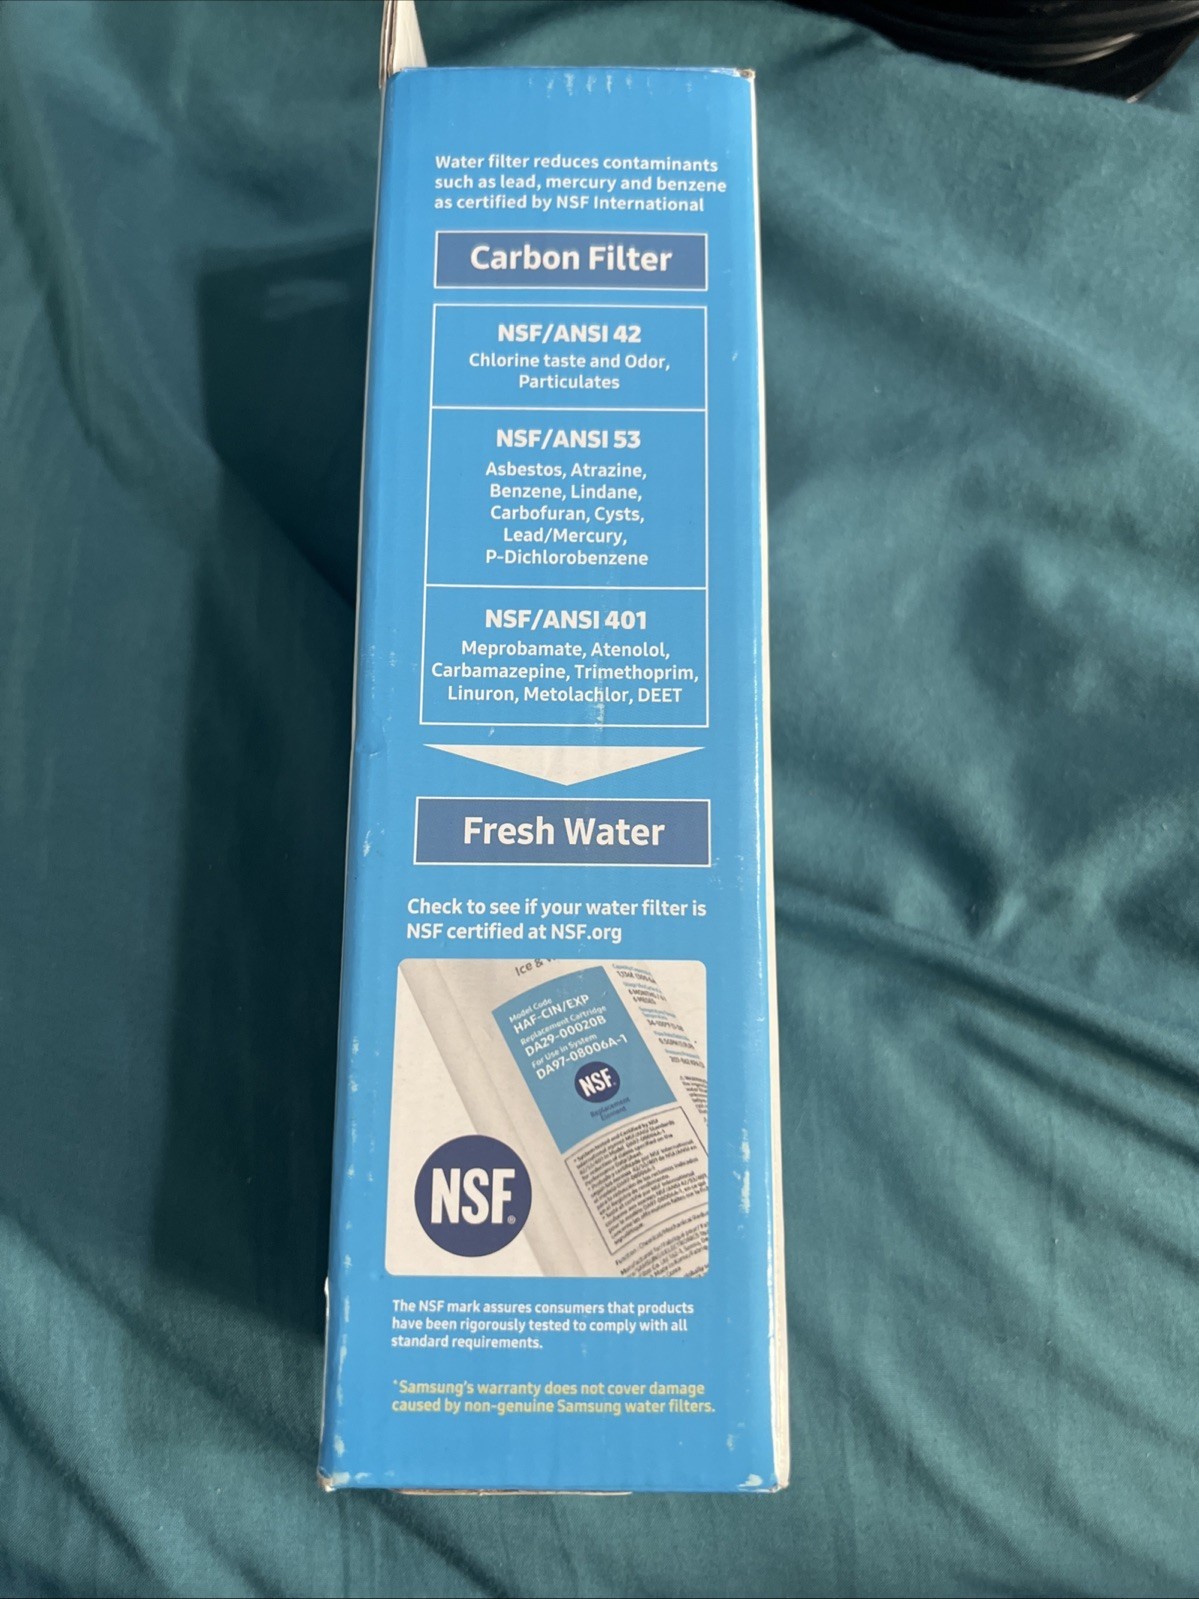 Water filter reduces contaminants
such as lead, mercury and benzene
as certified by NSF International
Carbon Filter
NSF/ANSI 42
Chlorine taste and Odor,
Particulates
NSF/ANSI 53
Asbestos, Atrazine,
Benzene, Lindane,
Carbofuran, Cysts,
Lead/Mercury,
P-Dichlorobenzene
NSF/ANSI 401
Meprobamate, Atenolol,
Carbamazepine, Trimethoprim,
Linuron, Metolachlor, DEET
Fresh Water
Check to see if your water filter is
NSF certified at NSF.org
Ice &
Model Code
HAF-CIN/EXP
Replacement Cartridge
DA29-00020B
For Use in System
DA97-08006A-1
NSF
Replacement
Element
NSF®
The NSF mark assures consumers that products
have been rigorously tested to comply with all
standard requirements.
*Samsung's warranty does not cover damage
caused by non-genuine Samsung water filters.